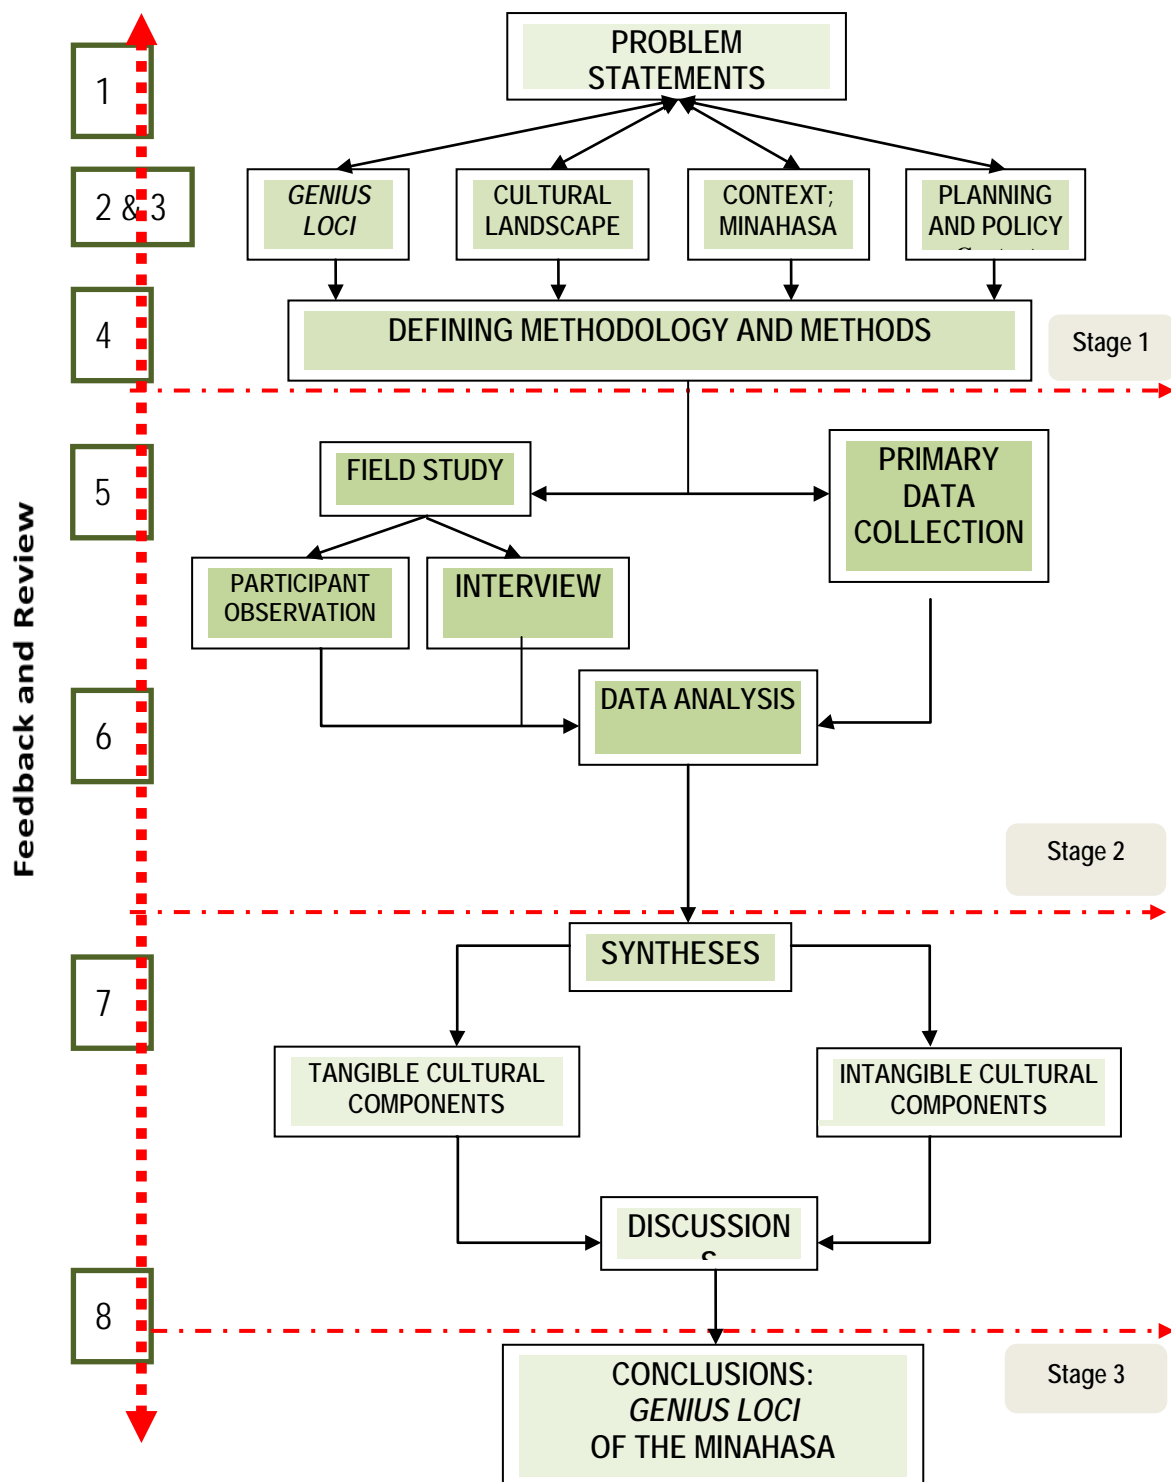 PROBLEM
STATEMENTS
1
2 & 3
GENIUS
LOCI
CULTURAL
LANDSCAPE
CONTEXT;
MINAHASA
PLANNING
AND POLICY
4
DEFINING METHODOLOGY AND METHODS
Stage 1
Feedback and Review
5
FIELD STUDY
PRIMARY
DATA
COLLECTION
PARTICIPANT
OBSERVATION
INTERVIEW
6
DATA ANALYSIS
Stage 2
7
SYNTHESES
TANGIBLE CULTURAL
COMPONENTS
INTANGIBLE CULTURAL
COMPONENTS
DISCUSSION
S
8
CONCLUSIONS:
GENIUS LOCI
OF THE MINAHASA
Stage 3